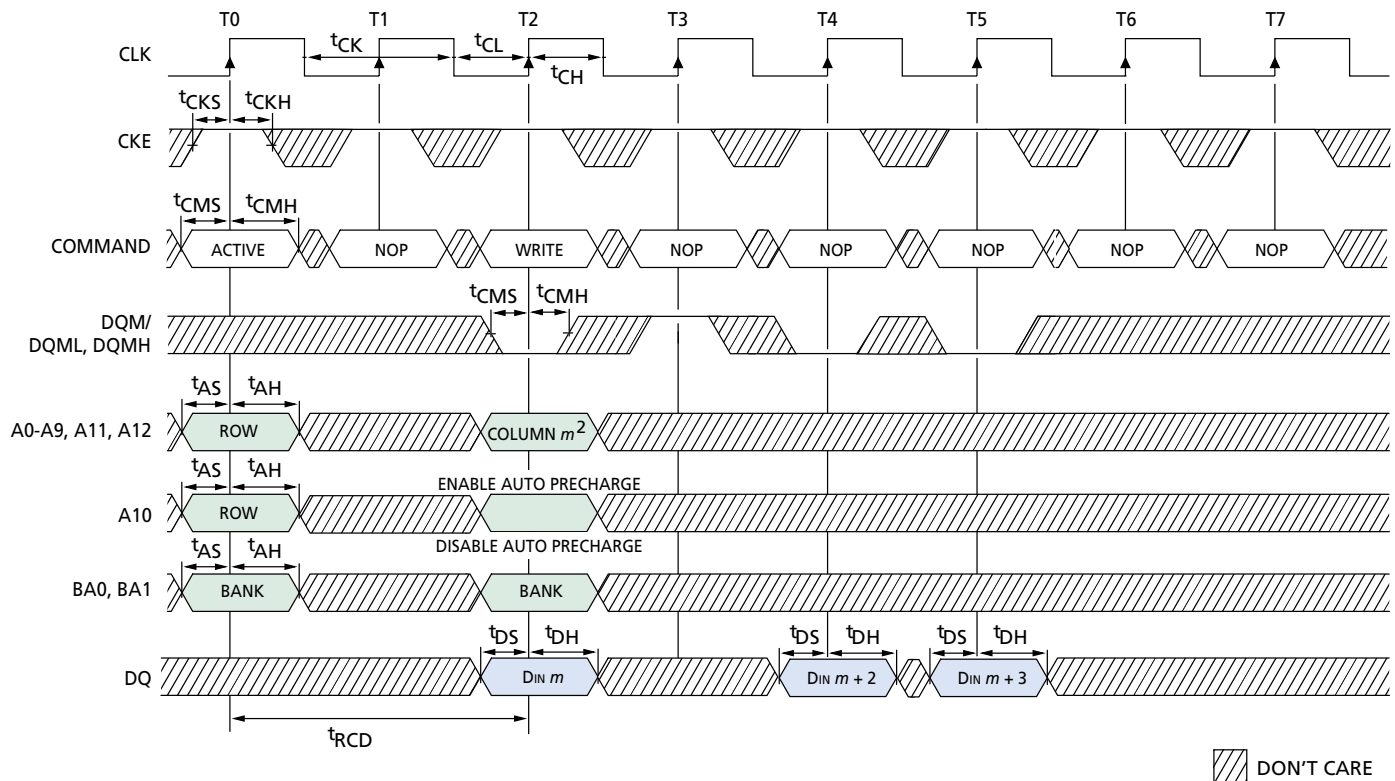 T0 T1 T2 T3 T4 T5 T6 T7
CLK
tCK tCL
tCH
tCKS tCKH
CKE
tCMS tCMH
COMMAND ACTIVE NOP WRITE NOP NOP NOP NOP NOP
tCMS tCMH
DQM/
DQML, DQMH
tAS tAH
A0-A9, A11, A12 ROW COLUMN m2
tAS tAH
ENABLE AUTO PRECHARGE
A10 ROW
DISABLE AUTO PRECHARGE
tAS tAH
BA0, BA1 BANK BANK
tDS tDH tDS tDH tDS tDH
DQ DIN m DIN m + 2 DIN m + 3
tRCD
DON'T CARE